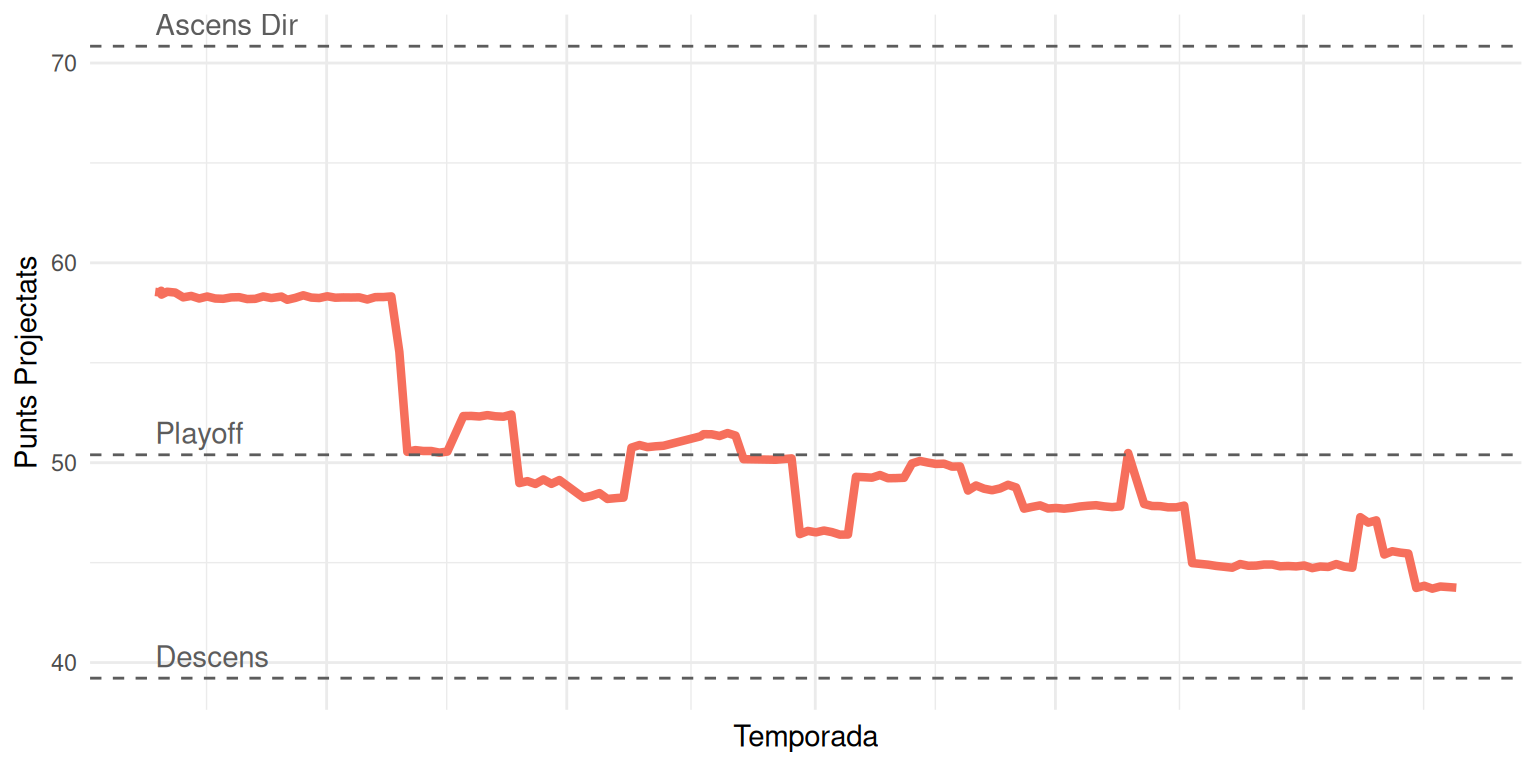 Ascens Dir
70
60
Punts Projectats
Playoff
50
Descens
40
Temporada